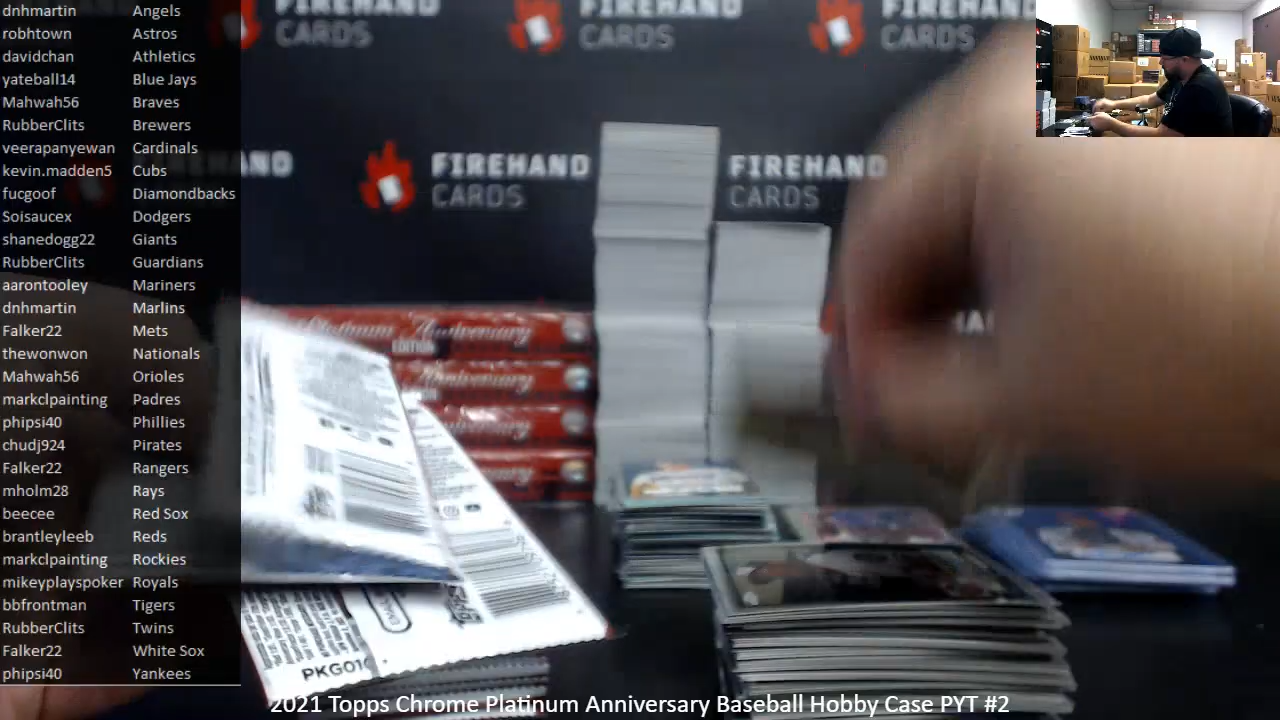 dnhmartin Angels
robhtown Astros
davidchan Athletics
yateball14 Blue Jays
Mahwah56 Braves
RubberClits Brewers
veerapanyewan Cardinals
kevin.madden5 Cubs
fucgoof Diamondbacks
Soisaucex Dodgers
shanedogg22 Giants
RubberClits Guardians
aarontooley Mariners
dnhmartin Marlins
Falker22 Mets
thewonwon Nationals
Mahwah56 Orioles
markclpainting Padres
phipsi40 Phillies
chudj924 Pirates
Falker22 Rangers
mholm28 Rays
beecee Red Sox
brantleyleeb Reds
markclpainting Rockies
mikeyplayspoker Royals
bbfrontman Tigers
RubberClits Twins
Falker22 White Sox
phipsi40 Yankees
FIREHAND
CARDS
FIREHAND
CARDS
FIREHAND
CARDS
FIREHAND
CARDS
FIREHAND
CARDS
Platinum Anniversary
EDITION
Anniversary
Anniversary
Anniversary
2021 Topps Chrome Platinum Anniversary Baseball Hobby Case PYT #2